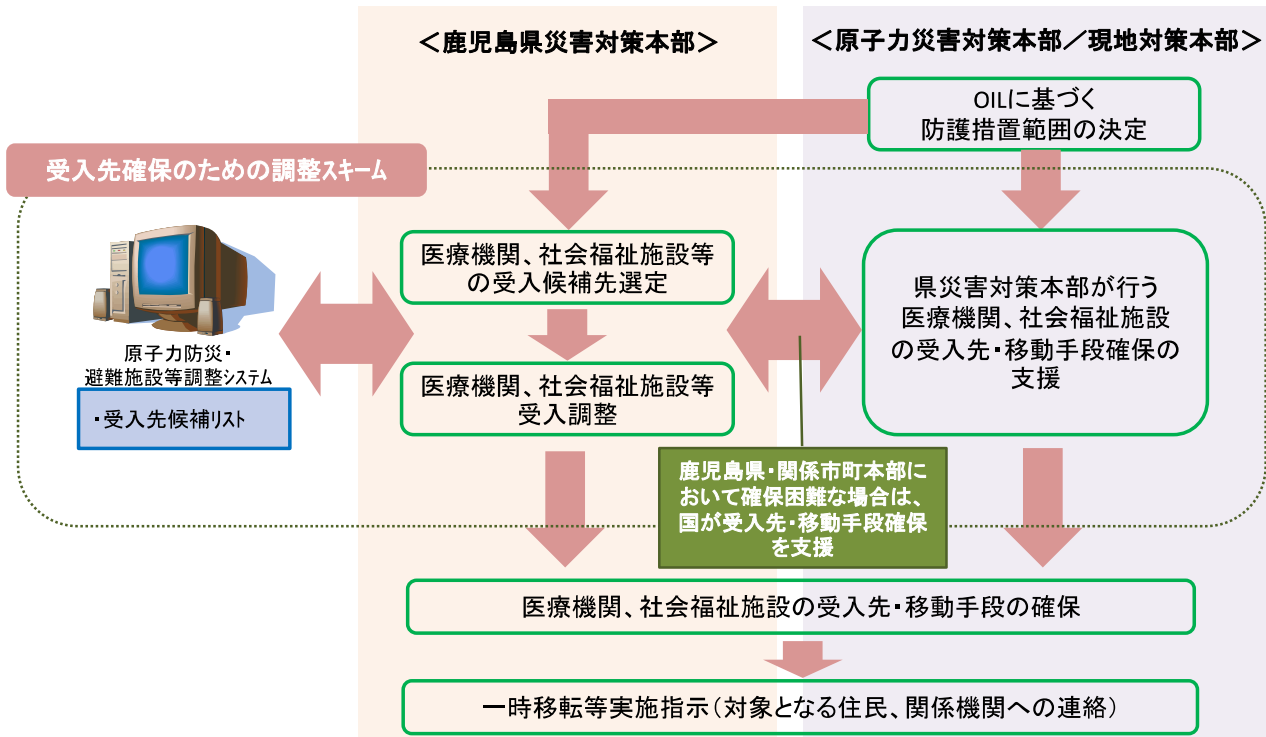 ＜鹿児島県災害対策本部＞
＜原子力災害対策本部／現地対策本部＞
OILに基づく
防護措置範囲の決定
受入先確保のための調整スキーム
医療機関、社会福祉施設等
の受入候補先選定
県災害対策本部が行う
医療機関、社会福祉施設
の受入先・移動手段確保の
支援
原子力防災・
避難施設等調整システム
・受入先候補リスト
医療機関、社会福祉施設等
受入調整
鹿児島県・関係市町本部に
おいて確保困難な場合は、
国が受入先・移動手段確保
を支援
医療機関、社会福祉施設の受入先・移動手段の確保
一時移転等実施指示（対象となる住民、関係機関への連絡）